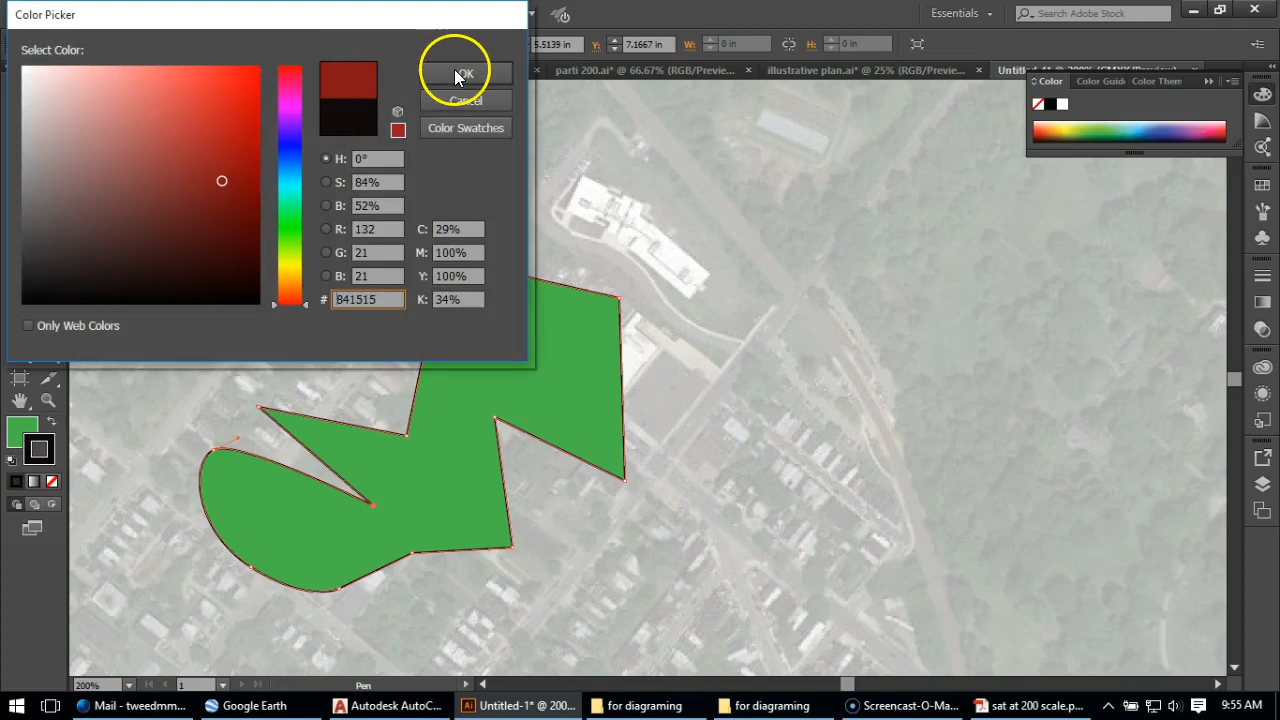 Color Picker
Essentials
Search Adobe Stock
Select Color:
OK
Cancel
Color Swatches
5.5139 in
Y:
7.1667 in
W:
0 in
H:
0 in
parti 200.ai* @ 66.67% (RGB/Previe...
×
illustrative plan.ai* @ 25% (RGB/Previe...
×
Color
Color Guide
Color Theme
H:
0°
S:
84%
B:
52%
R:
132
C:
29%
G:
21
M:
100%
B:
21
Y:
100%
#
841515
K:
34%
Only Web Colors
200%
1
Pen
Mail - tweedmm...
Google Earth
Autodesk AutoC...
Untitled-1* @ 200...
for diagraming
for diagraming
Screencast-O-Ma...
sat at 200 scale.p...
9:55 AM